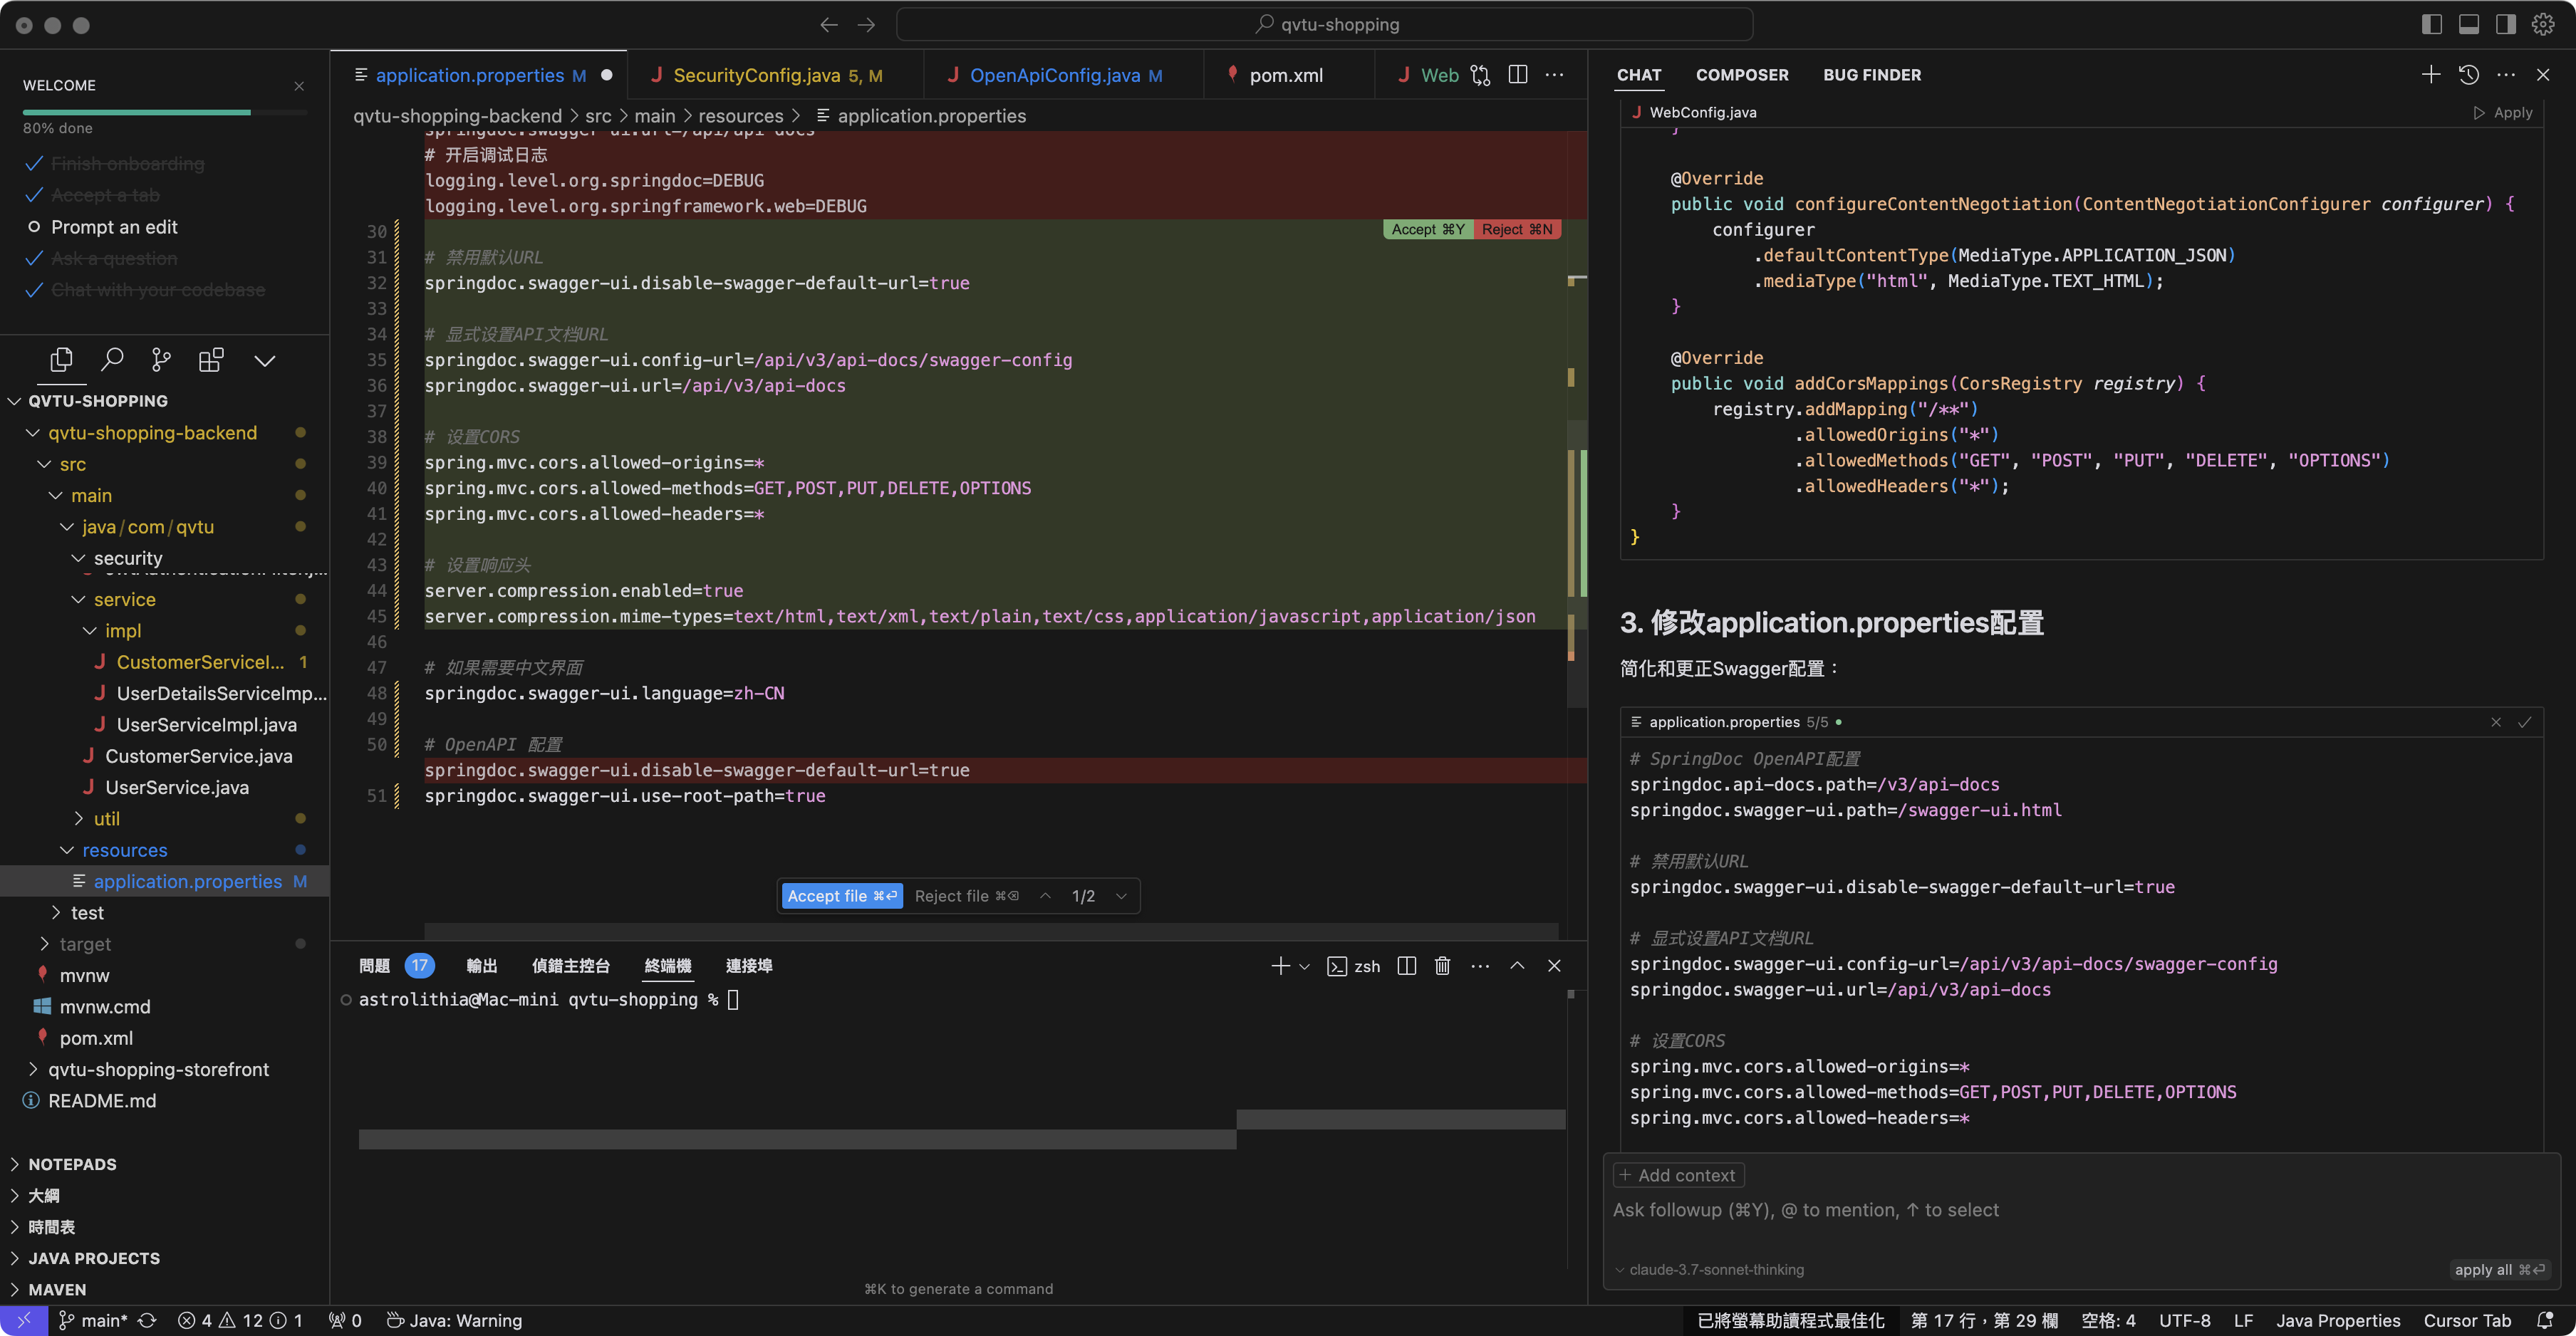 qvtu-shopping
WELCOME
80% done
Finish onboarding
Accept a tab
Prompt an edit
Ask a question
Chat with your codebase
QVTU-SHOPPING
qvtu-shopping-backend
src
main
java/com/qvtu
security
service
impl
CustomerServiceI... 1
UserDetailsServiceImp...
UserServiceImpl.java
CustomerService.java
UserService.java
util
resources
application.properties M
test
target
mvnw
mvnw.cmd
pom.xml
qvtu-shopping-storefront
README.md
NOTEPADS
大綱
時間表
JAVA PROJECTS
MAVEN
application.properties M
SecurityConfig.java 5, M
OpenApiConfig.java M
pom.xml
Web
qvtu-shopping-backend > src > main > resources > application.properties
springdoc.swagger-ui.url=/api/api-docs
# 开启调试日志
logging.level.org.springdoc=DEBUG
logging.level.org.springframework.web=DEBUG
30
Accept ⌘Y Reject ⌘N
31 # 禁用默认URL
32 springdoc.swagger-ui.disable-swagger-default-url=true
33
34 # 显式设置API文档URL
35 springdoc.swagger-ui.config-url=/api/v3/api-docs/swagger-config
36 springdoc.swagger-ui.url=/api/v3/api-docs
37
38 # 设置CORS
39 spring.mvc.cors.allowed-origins=*
40 spring.mvc.cors.allowed-methods=GET,POST,PUT,DELETE,OPTIONS
41 spring.mvc.cors.allowed-headers=*
42
43 # 设置响应头
44 server.compression.enabled=true
45 server.compression.mime-types=text/html,text/xml,text/plain,text/css,application/javascript,application/json
46
47 # 如果需要中文界面
48 springdoc.swagger-ui.language=zh-CN
49
50 # OpenAPI 配置
springdoc.swagger-ui.disable-swagger-default-url=true
51 springdoc.swagger-ui.use-root-path=true
Accept file ⌘⏎ Reject file ⌘⌫ 1/2
問題 17 輸出 偵錯主控台 終端機 連接埠
zsh
astrolithia@Mac-mini qvtu-shopping %
⌘K to generate a command
CHAT COMPOSER BUG FINDER
WebConfig.java
Apply
}
@Override
public void configureContentNegotiation(ContentNegotiationConfigurer configurer) {
configurer
.defaultContentType(MediaType.APPLICATION_JSON)
.mediaType("html", MediaType.TEXT_HTML);
}
@Override
public void addCorsMappings(CorsRegistry registry) {
registry.addMapping("/**")
.allowedOrigins("*")
.allowedMethods("GET", "POST", "PUT", "DELETE", "OPTIONS")
.allowedHeaders("*");
}
}
3. 修改application.properties配置
简化和更正Swagger配置：
application.properties 5/5
# SpringDoc OpenAPI配置
springdoc.api-docs.path=/v3/api-docs
springdoc.swagger-ui.path=/swagger-ui.html
# 禁用默认URL
springdoc.swagger-ui.disable-swagger-default-url=true
# 显式设置API文档URL
springdoc.swagger-ui.config-url=/api/v3/api-docs/swagger-config
springdoc.swagger-ui.url=/api/v3/api-docs
# 设置CORS
spring.mvc.cors.allowed-origins=*
spring.mvc.cors.allowed-methods=GET,POST,PUT,DELETE,OPTIONS
spring.mvc.cors.allowed-headers=*
+ Add context
Ask followup (⌘Y), @ to mention, ↑ to select
claude-3.7-sonnet-thinking
apply all ⌘⏎
main* 4 12 1 0 Java: Warning
已將螢幕助讀程式最佳化 第 17 行，第 29 欄 空格: 4 UTF-8 LF Java Properties Cursor Tab